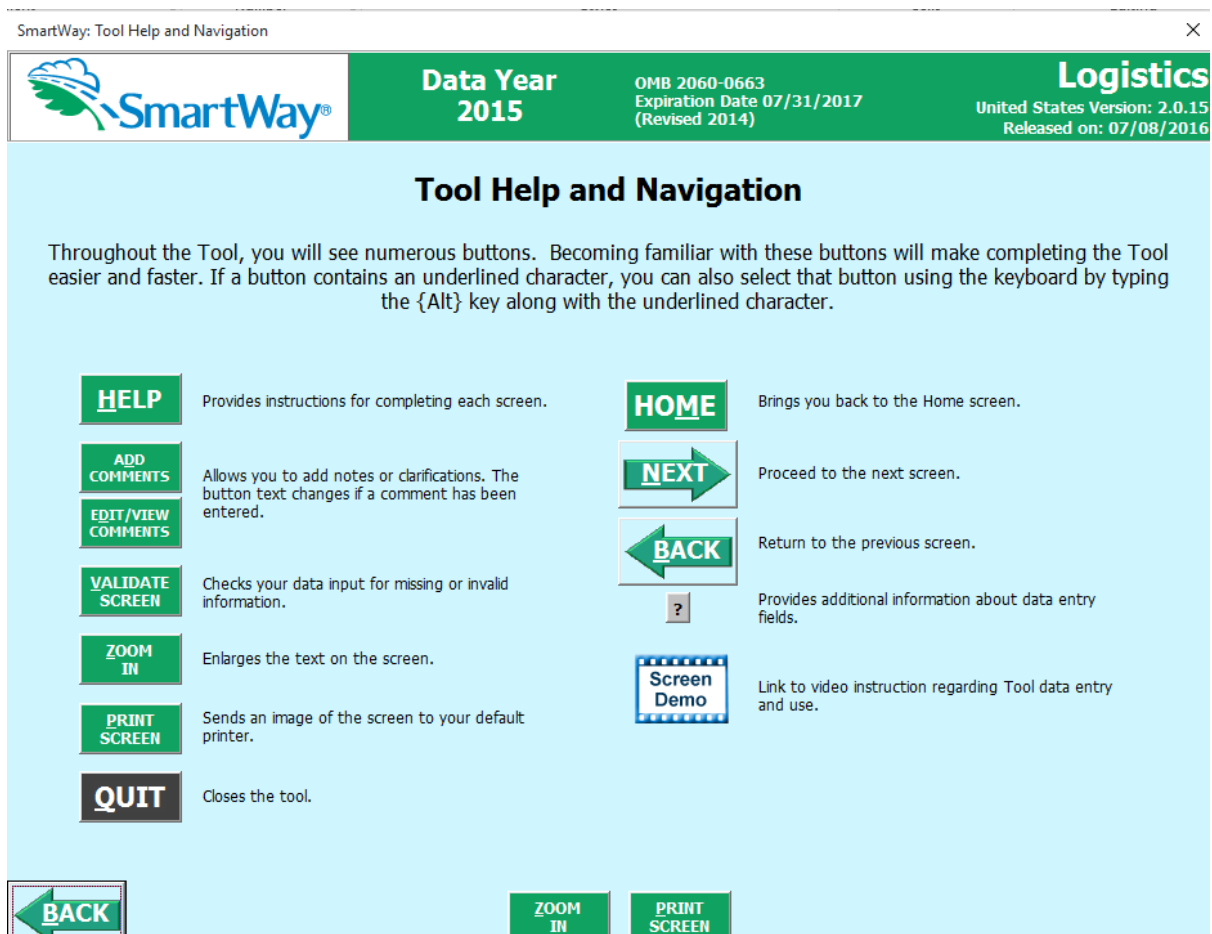 SmartWay: Tool Help and Navigation
SmartWay®
Data Year
2015
OMB 2060-0663
Expiration Date 07/31/2017
(Revised 2014)
Logistics
United States Version: 2.0.15
Released on: 07/08/2016
Tool Help and Navigation
Throughout the Tool, you will see numerous buttons. Becoming familiar with these buttons will make completing the Tool
easier and faster. If a button contains an underlined character, you can also select that button using the keyboard by typing
the {Alt} key along with the underlined character.
HELP
Provides instructions for completing each screen.
ADD
COMMENTS
EDIT/VIEW
COMMENTS
Allows you to add notes or clarifications. The
button text changes if a comment has been
entered.
VALIDATE
SCREEN
Checks your data input for missing or invalid
information.
ZOOM
IN
Enlarges the text on the screen.
PRINT
SCREEN
Sends an image of the screen to your default
printer.
QUIT
Closes the tool.
HOME
Brings you back to the Home screen.
NEXT
Proceed to the next screen.
BACK
Return to the previous screen.
?
Provides additional information about data entry
fields.
Screen
Demo
Link to video instruction regarding Tool data entry
and use.
BACK
ZOOM
IN
PRINT
SCREEN